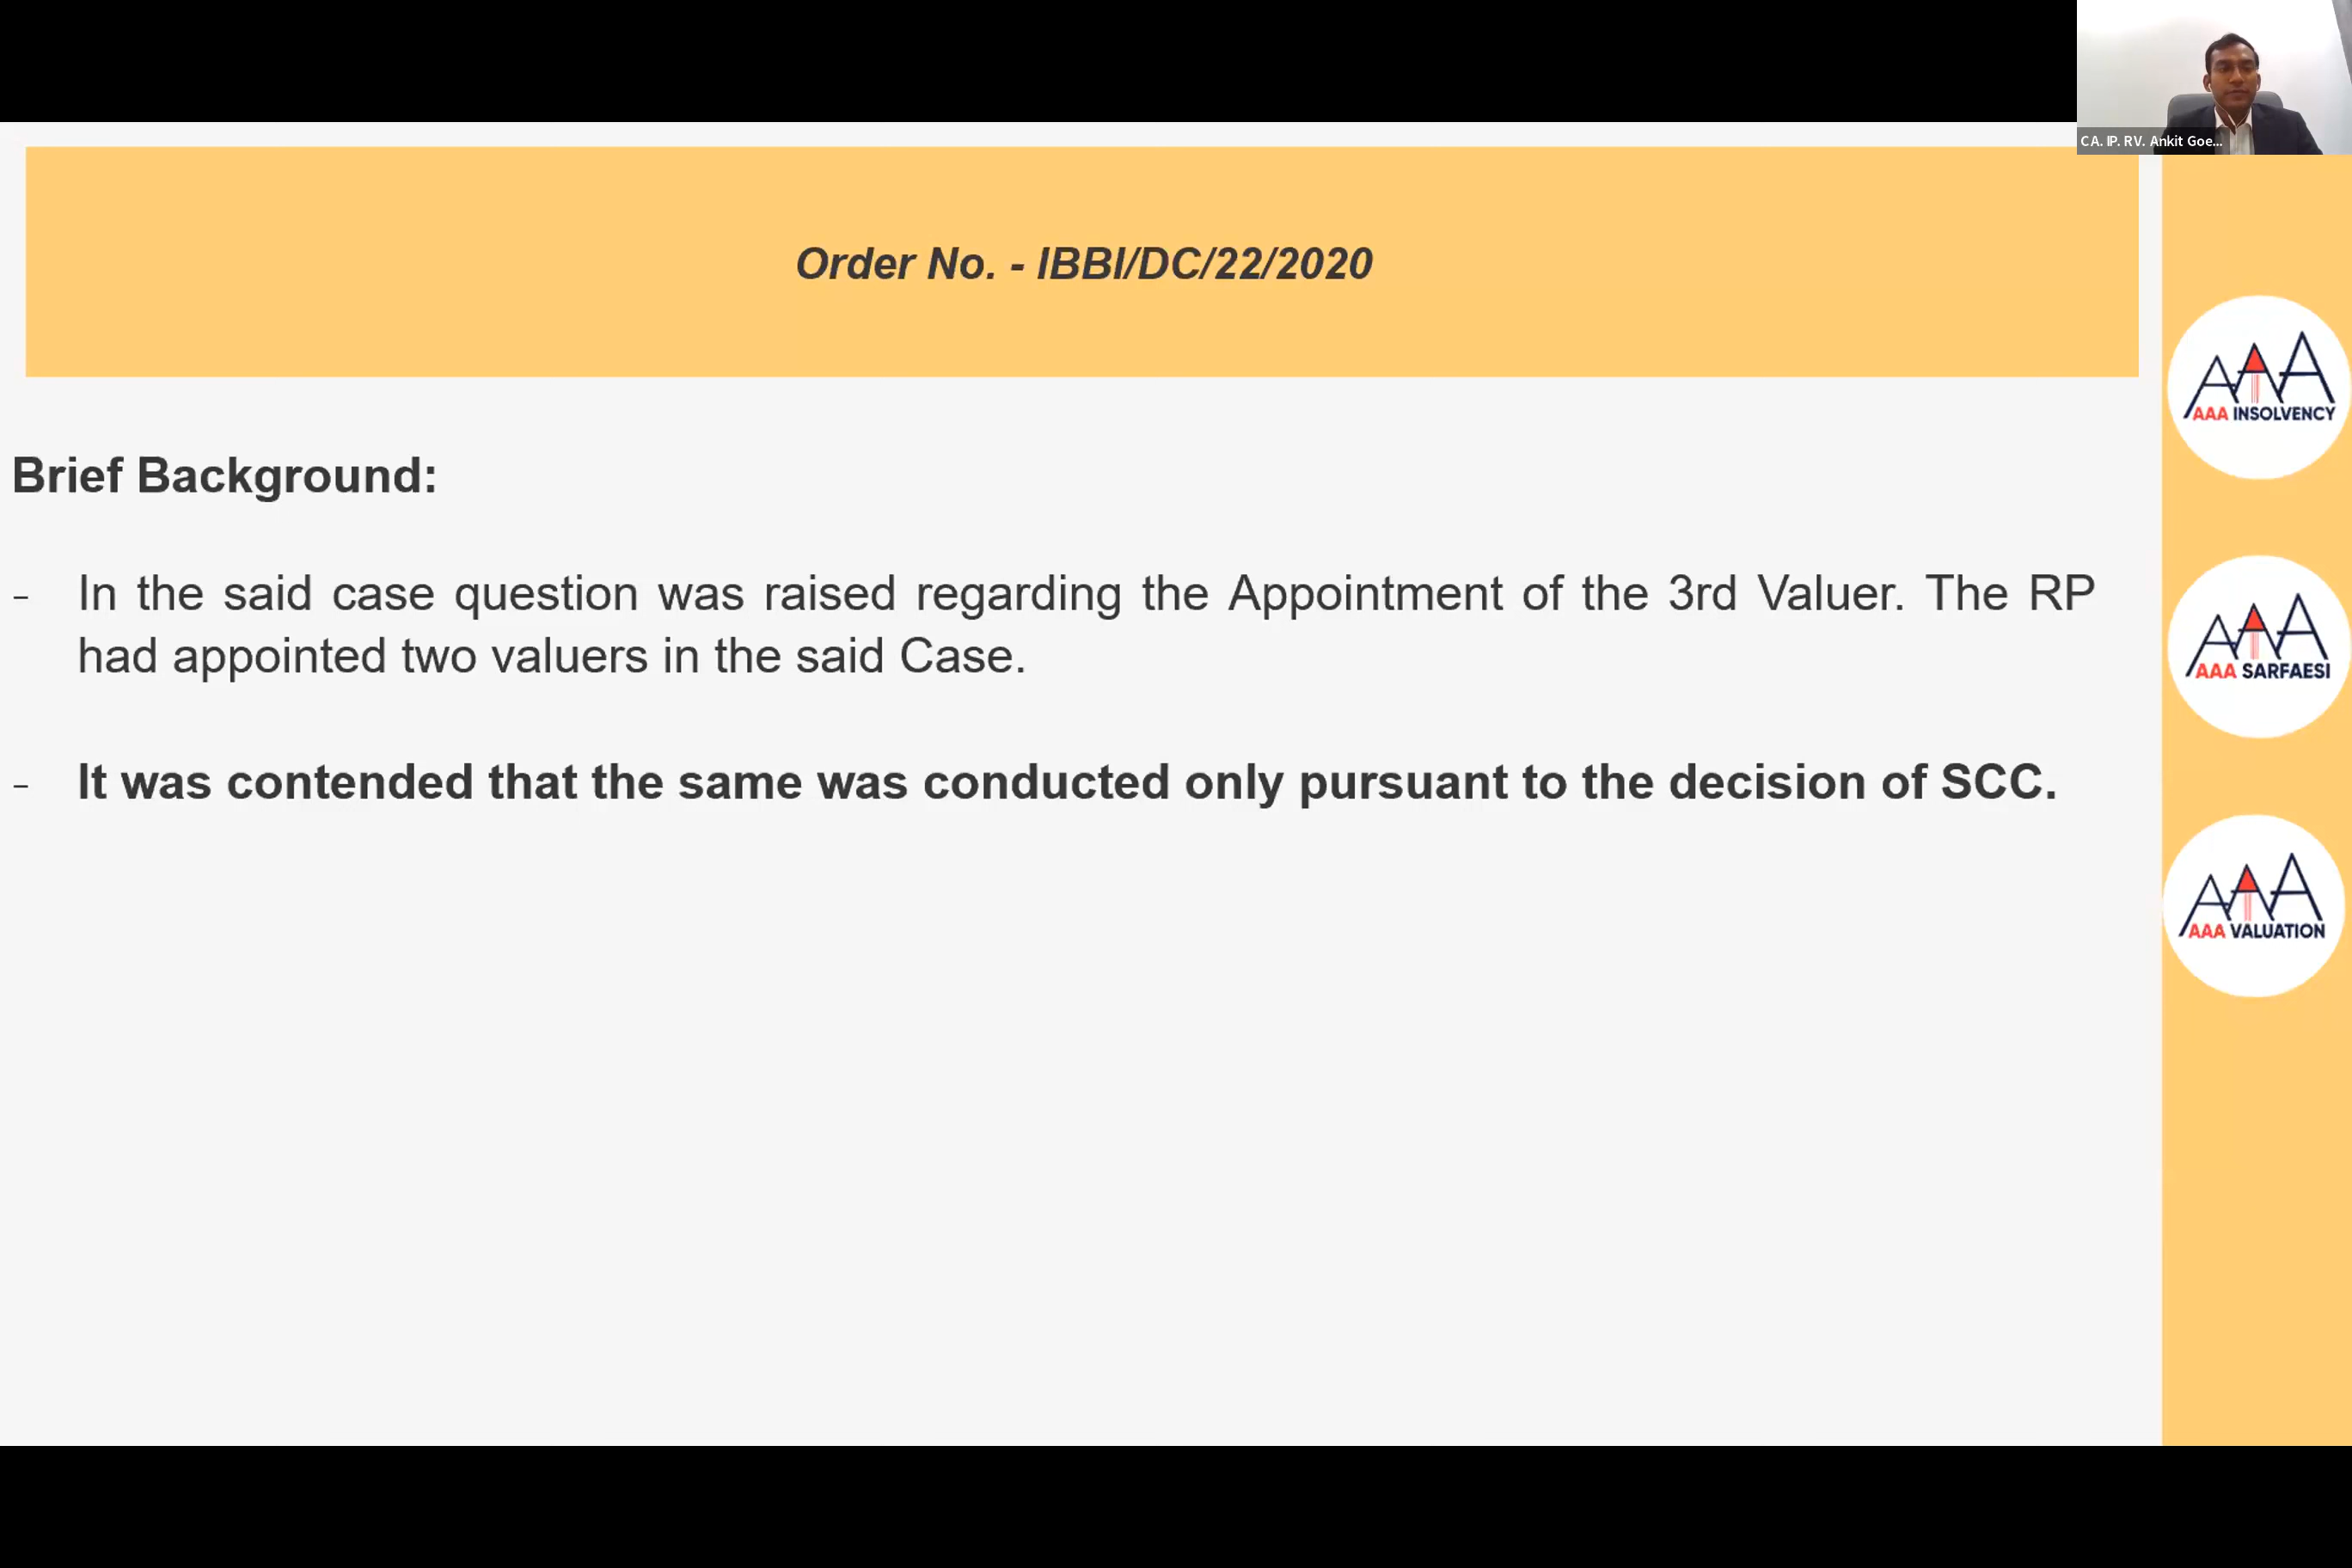 CA. IP. RV. Ankit Goe...
Order No. - IBBI/DC/22/2020
Brief Background:
- In the said case question was raised regarding the Appointment of the 3rd Valuer. The RP
had appointed two valuers in the said Case.
- It was contended that the same was conducted only pursuant to the decision of SCC.
AAA INSOLVENCY
AAA SARFAESI
AAA VALUATION